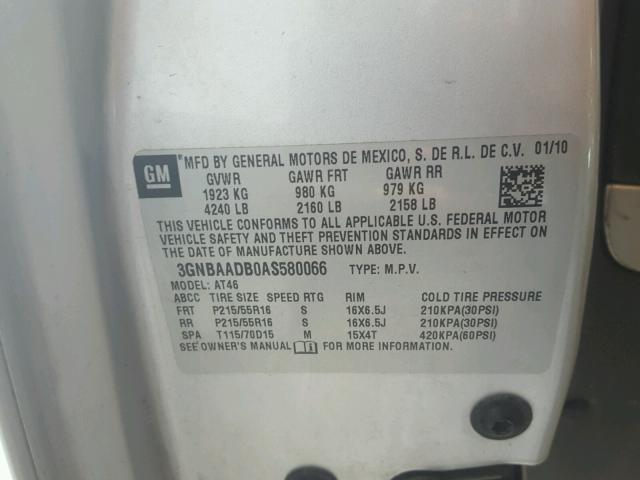 GM
*MFD BY GENERAL MOTORS DE MEXICO, S. DE R.L. DE C.V. 01/10
GVWR GAWR FRT GAWR RR
1923 KG 980 KG 979 KG
4240 LB 2160 LB 2158 LB
THIS VEHICLE CONFORMS TO ALL APPLICABLE U.S. FEDERAL MOTOR
VEHICLE SAFETY AND THEFT PREVENTION STANDARDS IN EFFECT ON
THE DATE OF MANUFACTURE SHOWN ABOVE.
3GNBAADB0AS580066 TYPE: M.P.V.
MODEL: AT46
ABCC TIRE SIZE SPEED RTG RIM COLD TIRE PRESSURE
FRT P215/55R16 S 16X6.5J 210KPA(30PSI)
RR P215/55R16 S 16X6.5J 210KPA(30PSI)
SPA T115/70D15 M 15X4T 420KPA(60PSI)
SEE OWNER'S MANUAL FOR MORE INFORMATION.